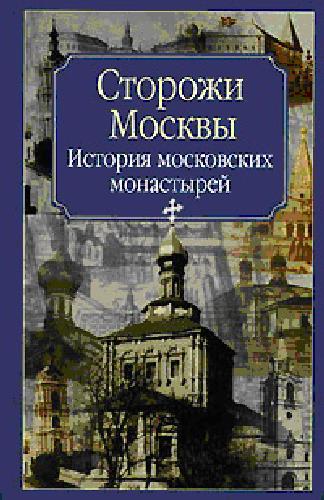 Сторожи
Москвы
История московских
монастырей